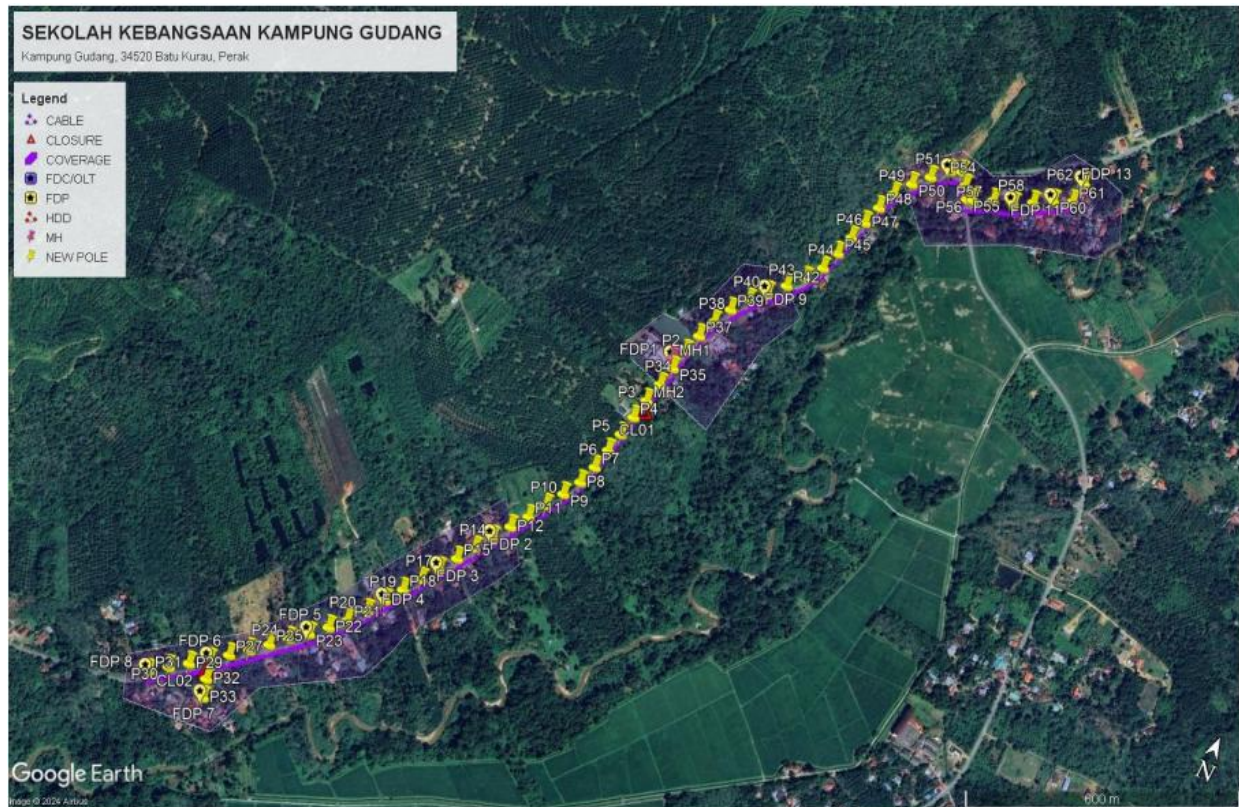 SEKOLAH KEBANGSAAN KAMPUNG GUDANG
Kampung Gudang, 34520 Batu Kurau, Perak
Legend
CABLE
CLOSURE
COVERAGE
FDC/OLT
FDP
HDD
MH
NEW POLE
P51
P54
P62
FDP 13
P49
P50
P57
P58
P61
P48
P56
P55
FDP 11
P60
P46
P47
P44
P45
P43
P40
P42
P38
P39
FDP 9
P37
P2
FDP1
MH1
P34
P35
P3
MH2
P4
P5
CL01
P6
P7
P8
P10
P9
P11
P14
P12
FDP 2
P17
P15
FDP 3
P19
P18
FDP 4
P20
P21
FDP 5
P22
P24
P25
P23
FDP 6
P27
FDP 8
P31
P29
P30
CL02
P32
P33
FDP 7
Google Earth
Image © 2024 Airbus
N
600 m